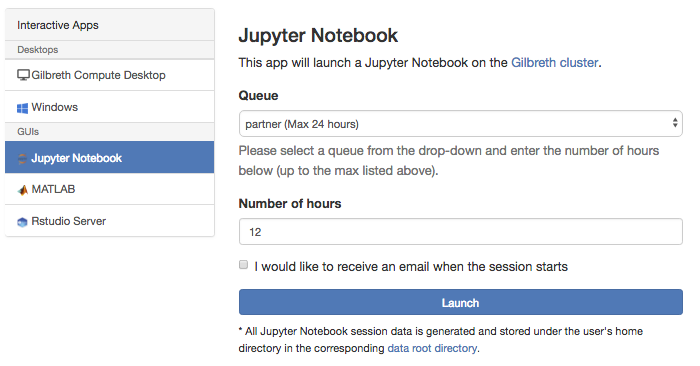 Interactive Apps
Desktops
Gilbreth Compute Desktop
Windows
GUIs
Jupyter Notebook
MATLAB
Rstudio Server
Jupyter Notebook
This app will launch a Jupyter Notebook on the Gilbreth cluster.
Queue
partner (Max 24 hours)
Please select a queue from the drop-down and enter the number of hours
below (up to the max listed above).
Number of hours
12
I would like to receive an email when the session starts
Launch
* All Jupyter Notebook session data is generated and stored under the user's home
directory in the corresponding data root directory.